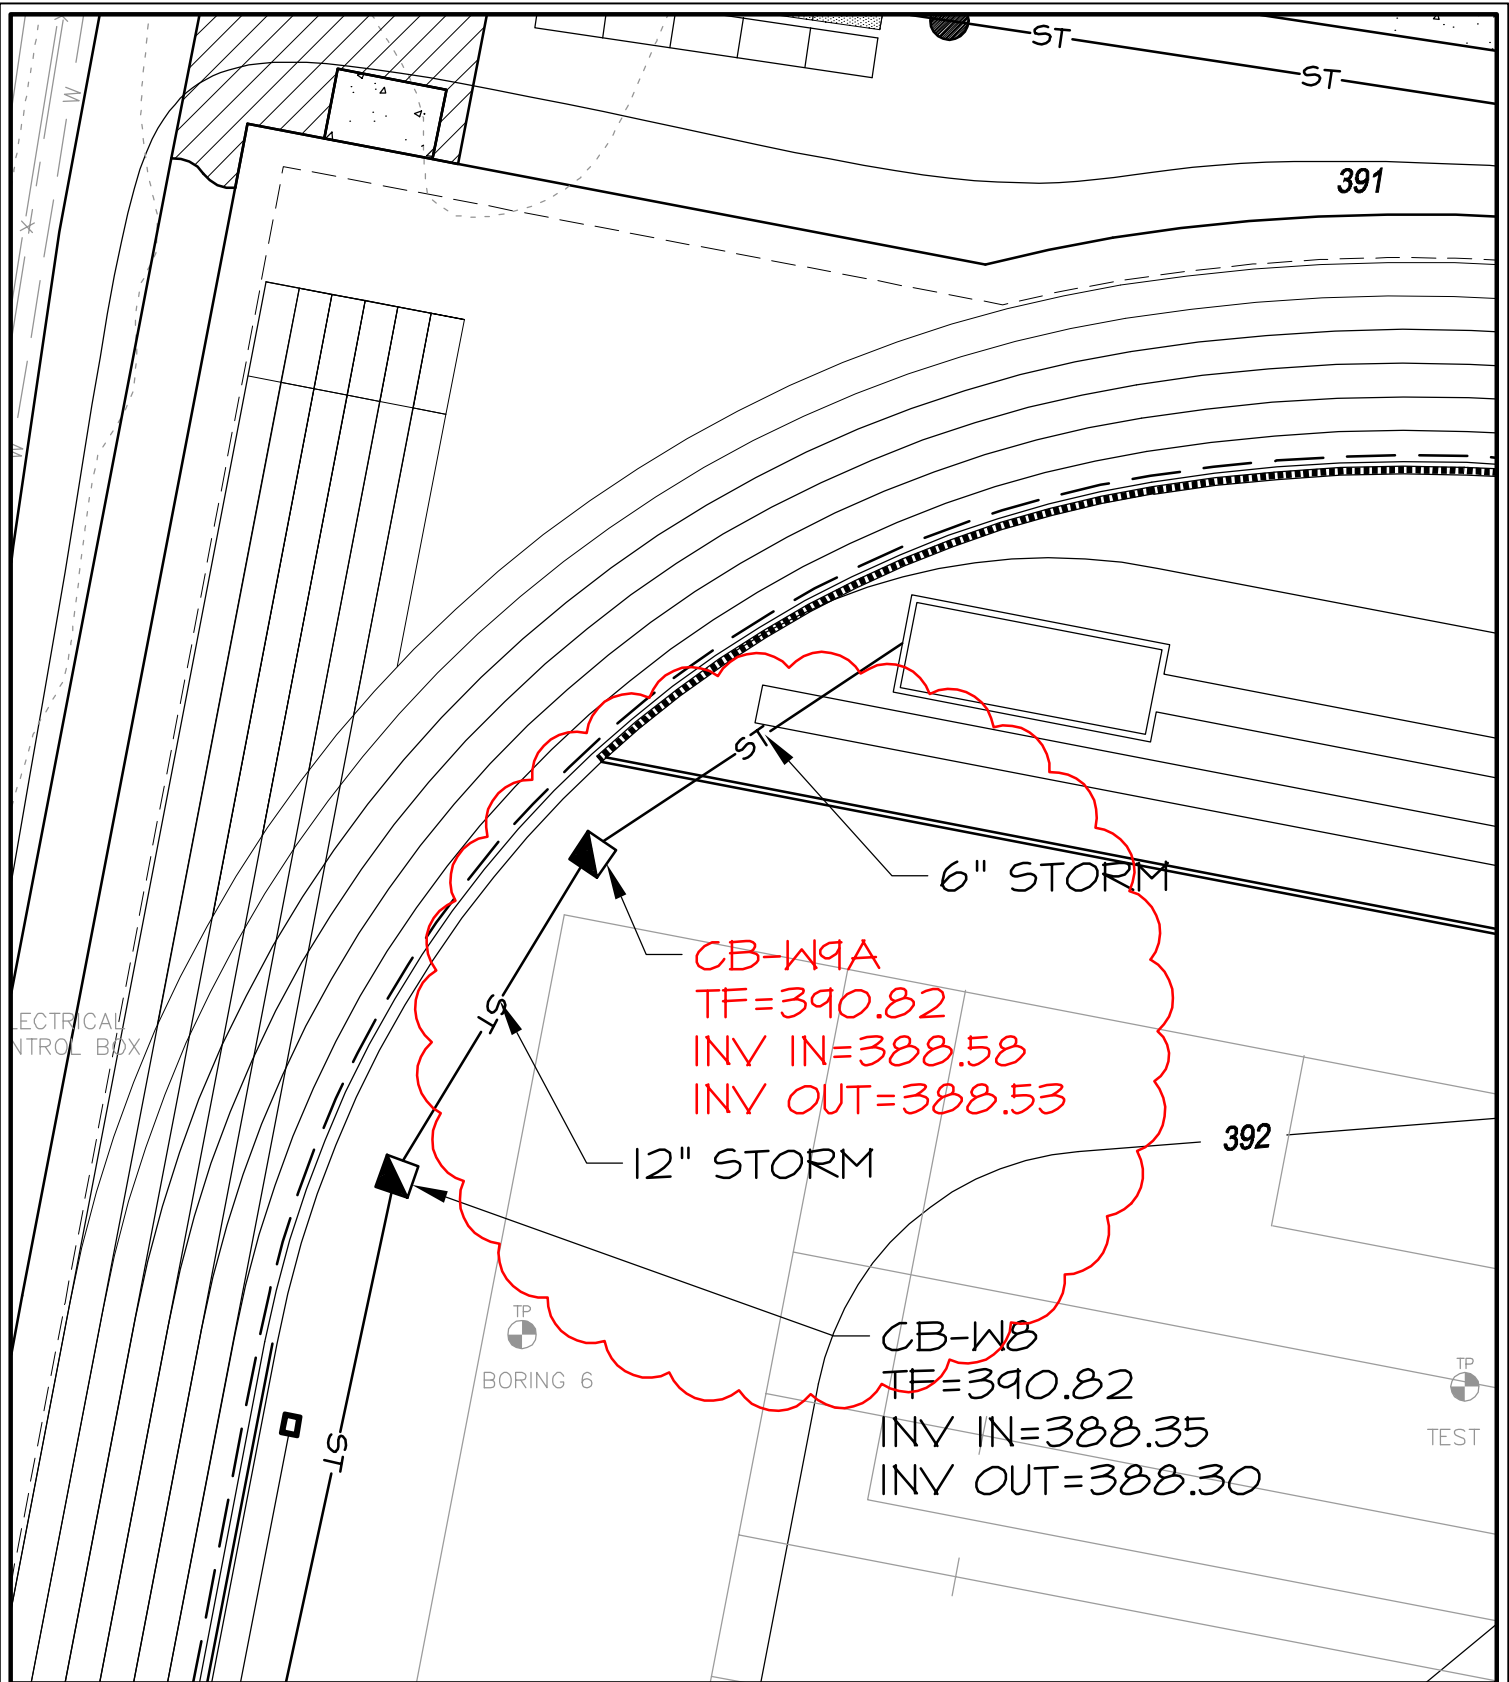 ST
ST
W
391
X
W
ST
6" STORM
CB-W9A
TF=390.82
INV IN=388.58
INV OUT=388.53
ST
LECTRICAL
NTROL BOX
12" STORM
392
TP
BORING 6
CB-W8
TF=390.82
INV IN=388.35
INV OUT=388.30
TP
TEST
ST